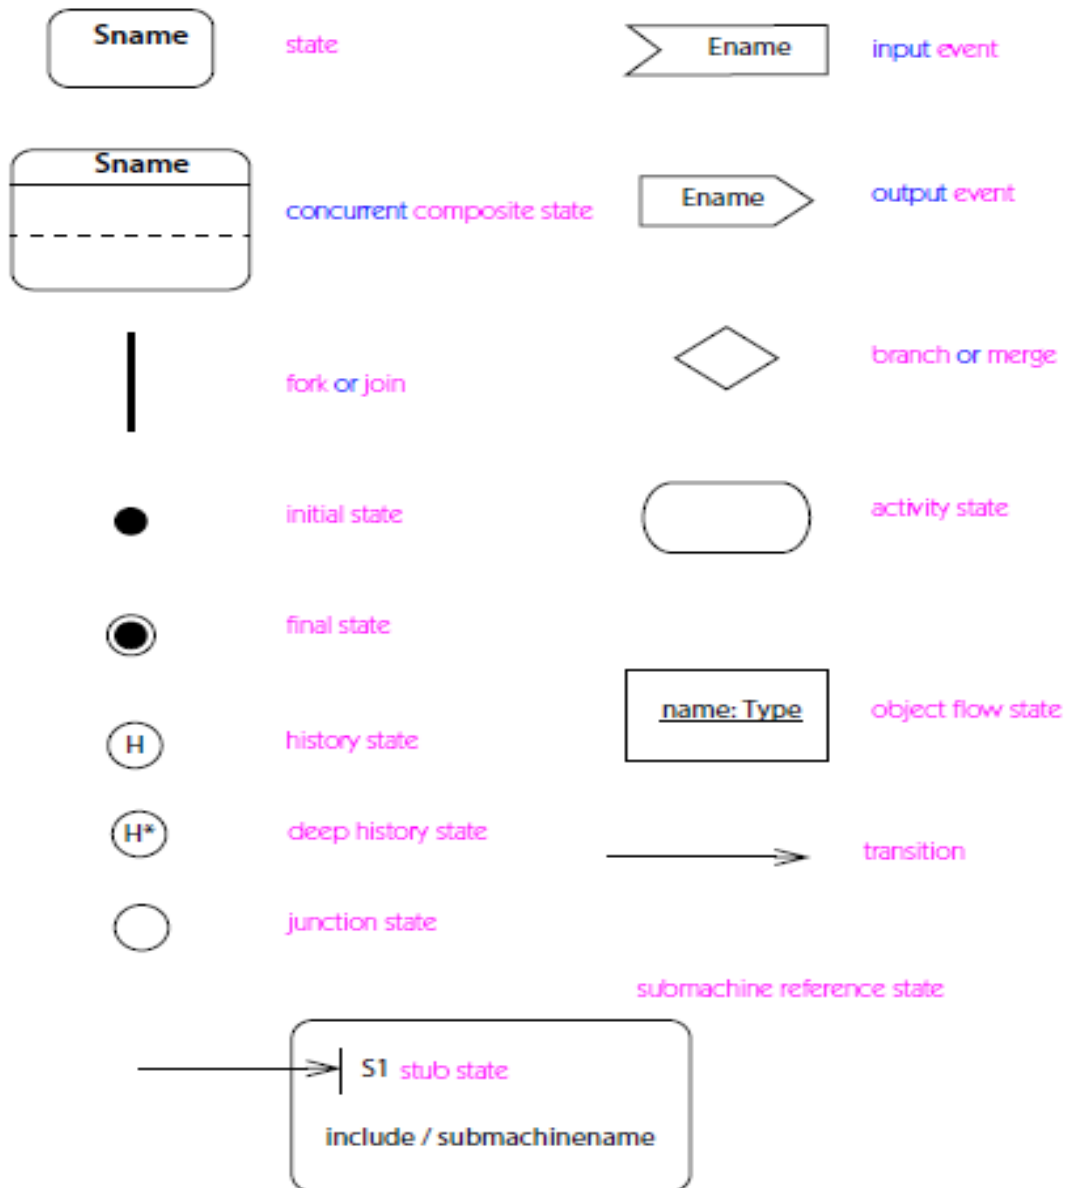 Sname
state
Ename
input event
Sname
concurrent composite state
Ename
output event
fork or join
branch or merge
initial state
activity state
final state
name: Type
object flow state
H
history state
H*
deep history state
transition
junction state
submachine reference state
S1 stub state
include / submachinename